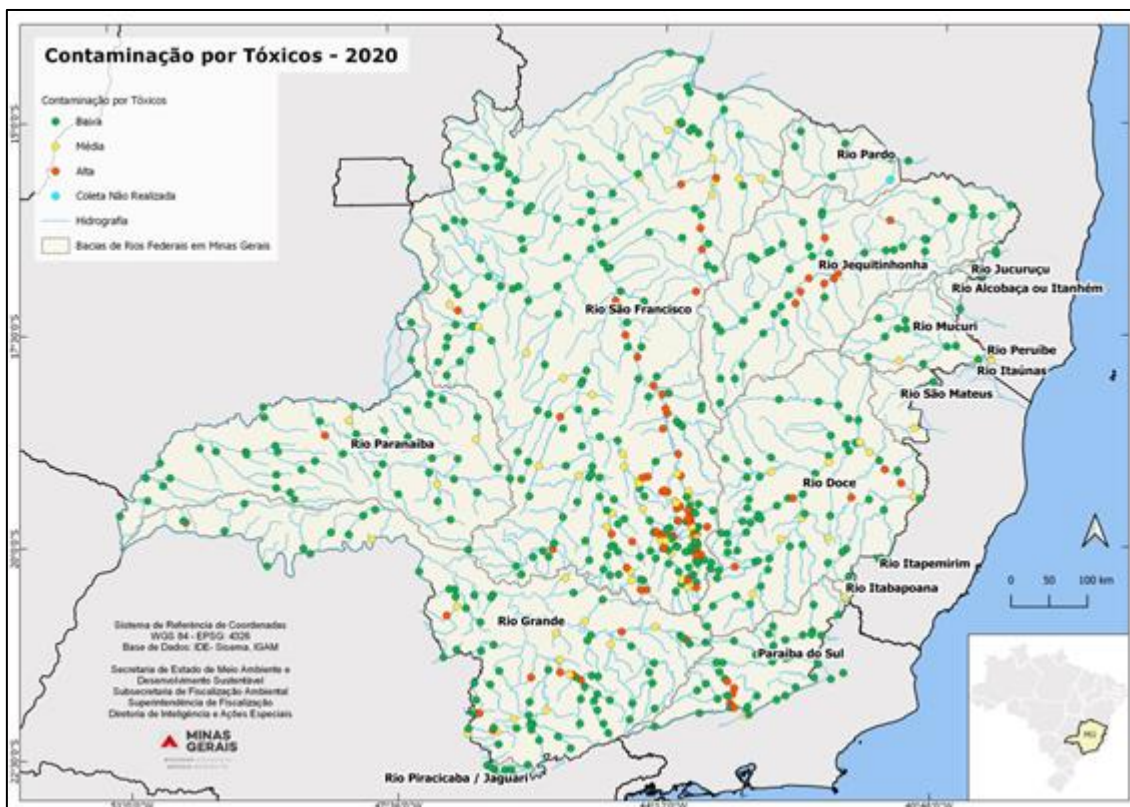 Contaminação por Tóxicos - 2020
Contaminação por Tóxicos
Baixa
Média
Alta
Coleta Não Realizada
Hidrografia
Bacias de Rios Federais em Minas Gerais
Rio Pardo
Rio Jequitinhonha
Rio Jucuruçu
Rio Alcobaça ou Itanhém
Rio São Francisco
Rio Mucuri
Rio Peruíbe
Rio Itaúnas
Rio São Mateus
Rio Paranaíba
Rio Doce
Rio Itapemirim
Rio Itabapoana
Rio Grande
Paraíba do Sul
Rio Piracicaba / Jaguari
0 50 100 km
Sistema de Referência de Coordenadas
WGS 84 - EPSG: 4326
Base de Dados: IDE- Sisema, IGAM
Secretaria de Estado de Meio Ambiente e
Desenvolvimento Sustentável
Subsecretaria de Fiscalização Ambiental
Superintendência de Fiscalização
Diretoria de Inteligência e Ações Especiais
MINAS
GERAIS
MG